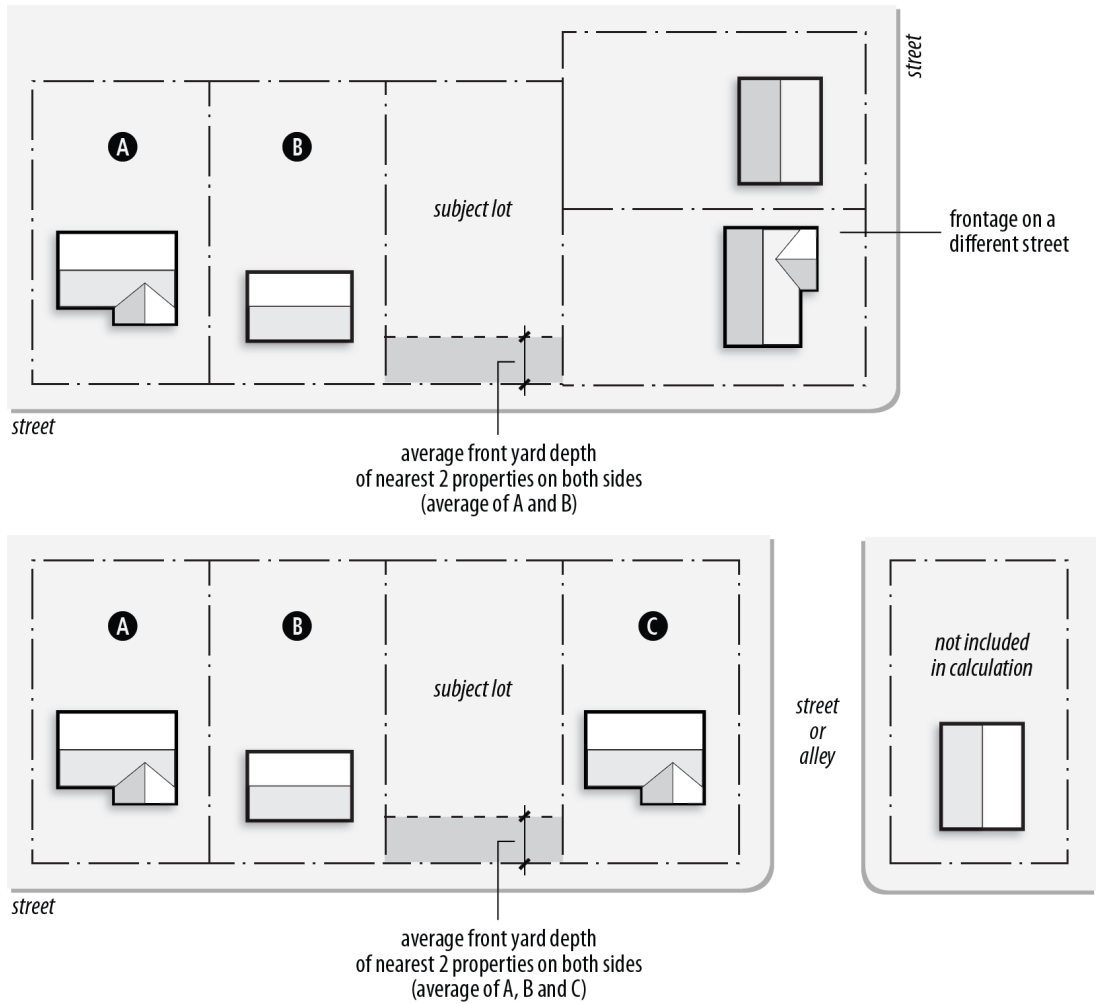 street
A
B
subject lot
frontage on a
different street
street
average front yard depth
of nearest 2 properties on both sides
(average of A and B)
A
B
C
subject lot
not included
in calculation
street
or
alley
street
average front yard depth
of nearest 2 properties on both sides
(average of A, B and C)